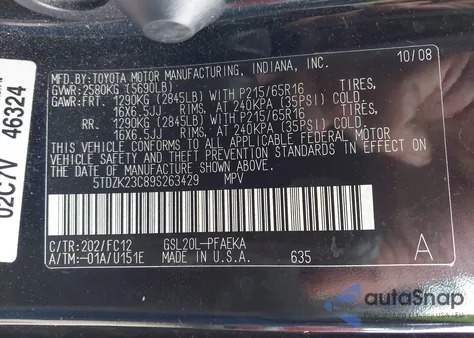 MFD.BY:TOYOTA MOTOR MANUFACTURING, INDIANA, INC. 10/08
GVWR:2580KG (5690LB)
GAWR:FRT. 1290KG (2845LB) WITH P215/65R16 TIRES,
16X6.5JJ RIMS, AT 240KPA (35PSI) COLD.
RR. 1290KG (2845LB) WITH P215/65R16 TIRES,
16X6.5JJ RIMS, AT 240KPA (35PSI) COLD.
THIS VEHICLE CONFORMS TO ALL APPLICABLE FEDERAL MOTOR
VEHICLE SAFETY AND THEFT PREVENTION STANDARDS IN EFFECT ON
THE DATE OF MANUFACTURE SHOWN ABOVE.
5TDZK23C89S263429 MPV
C/TR:202/FC12 GSL20L-PFAEKA
A/TM:-01A/U151E MADE IN U.S.A. 635 A
02C7V 46324
autoSnap